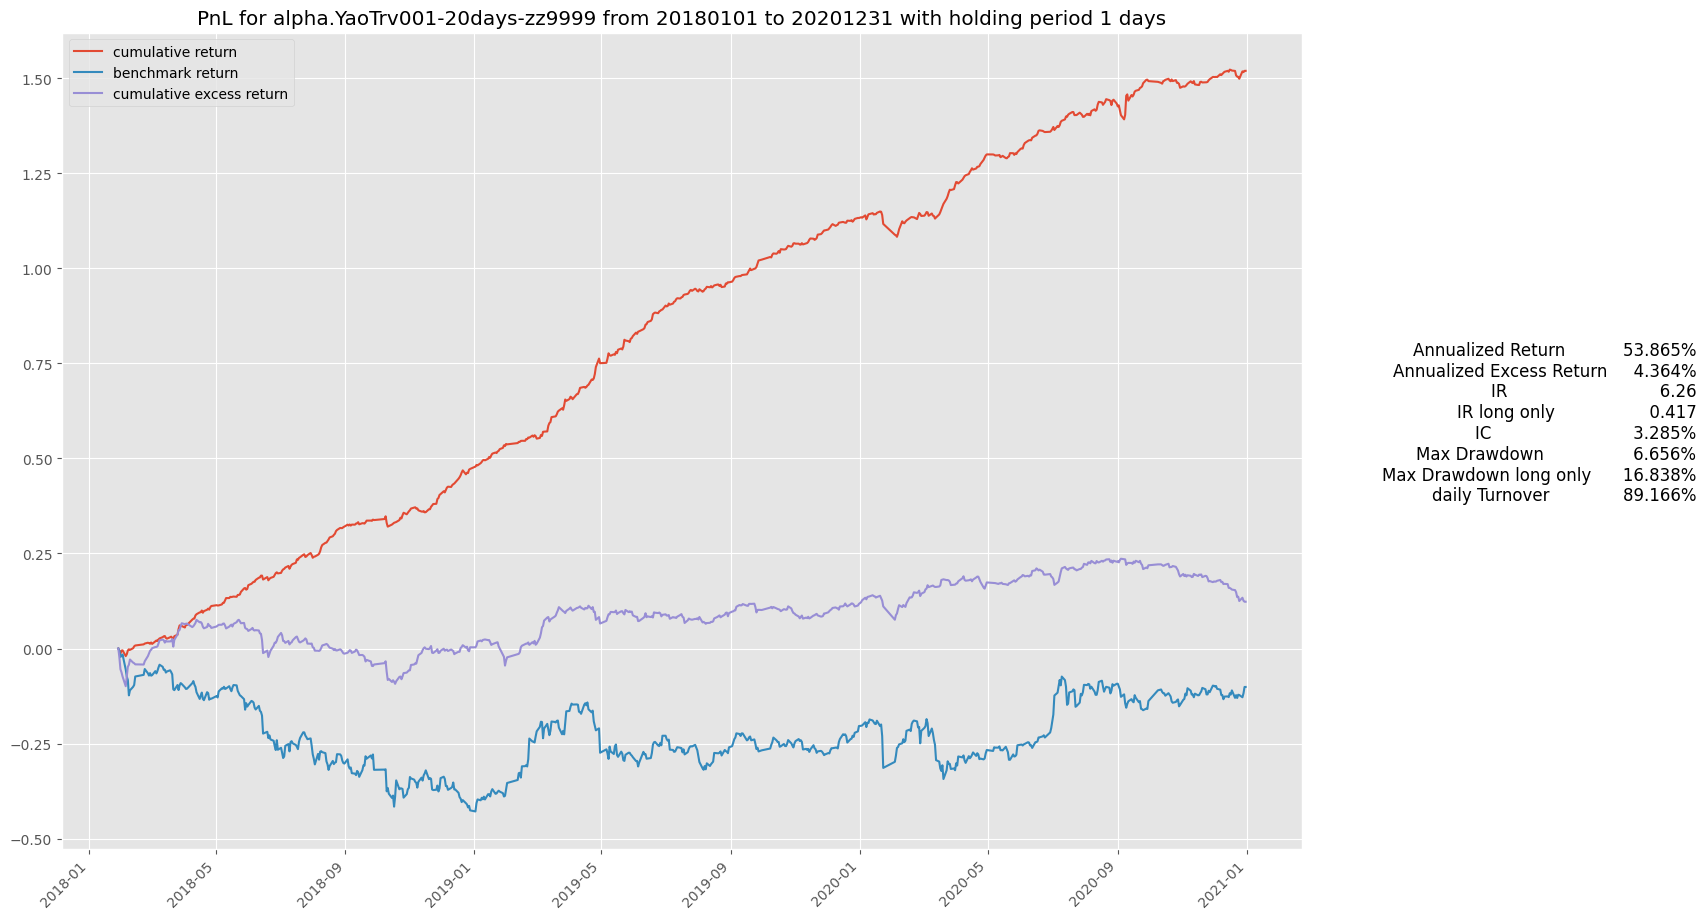 PnL for alpha.YaoTrv001-20days-zz9999 from 20180101 to 20201231 with holding period 1 days
cumulative return
benchmark return
cumulative excess return
1.50
1.25
1.00
0.75
0.50
0.25
0.00
−0.25
−0.50
2018-01
2018-05
2018-09
2019-01
2019-05
2019-09
2020-01
2020-05
2020-09
2021-01
Annualized Return 53.865%
Annualized Excess Return 4.364%
IR 6.26
IR long only 0.417
IC 3.285%
Max Drawdown 6.656%
Max Drawdown long only 16.838%
daily Turnover 89.166%